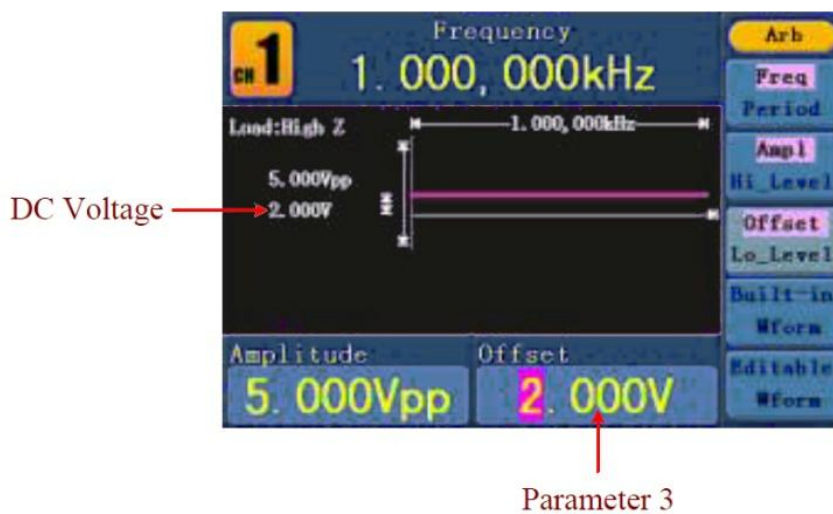 Frequency
CH 1
1. 000, 000kHz
Load:High Z
1.000,000kHz
5.000Vpp
DC Voltage
2.000V
Amplitude
5. 000Vpp
Offset
2. 000V
Arb
Freq
Period
Ampl
Hi_Level
Offset
Lo_Level
Built-in
Wform
Editable
Wform
Parameter 3